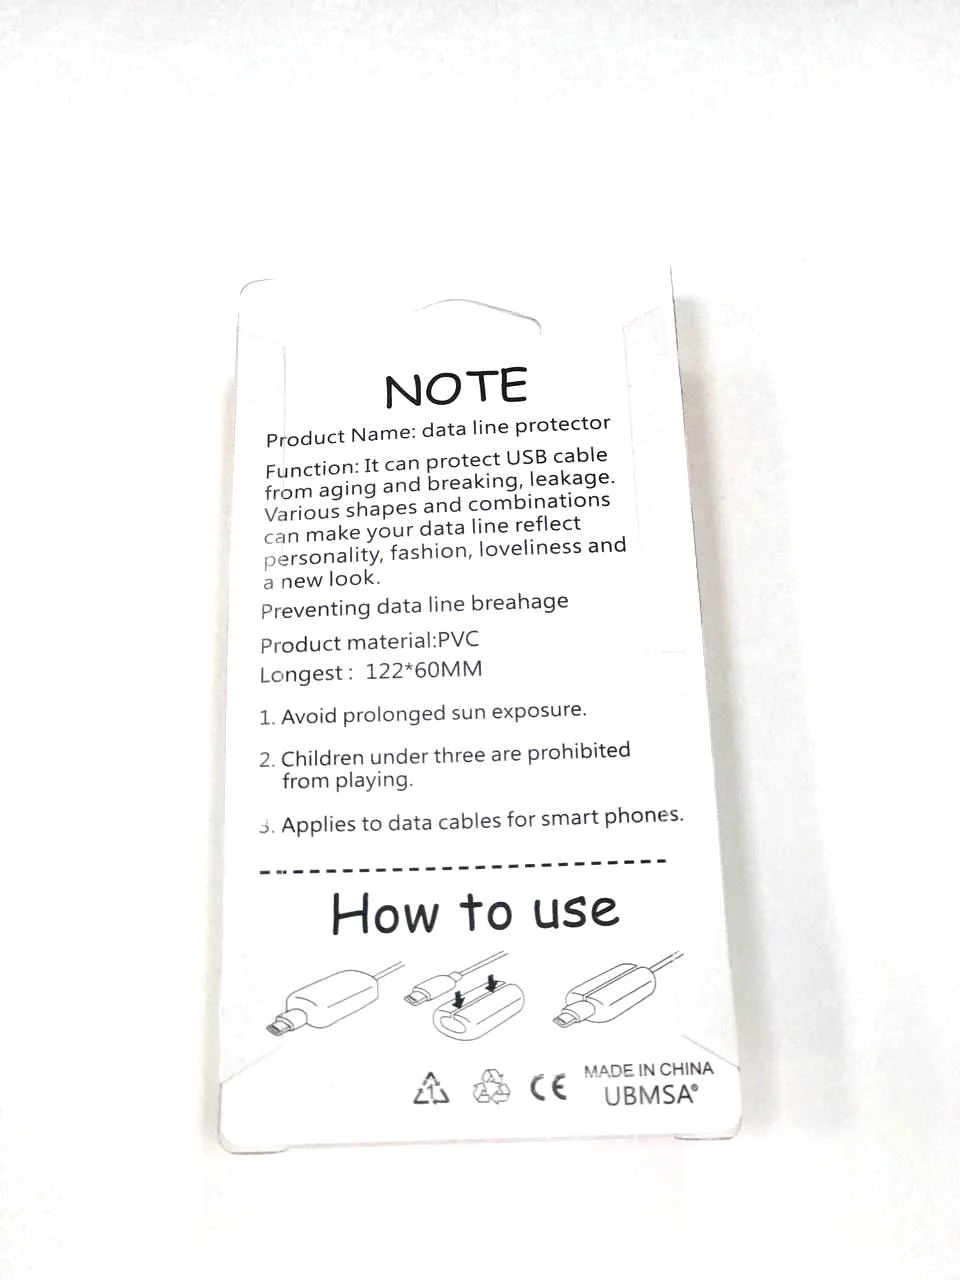 NOTE
Product Name: data line protector
Function: It can protect USB cable
from aging and breaking, leakage.
Various shapes and combinations
can make your data line reflect
personality, fashion, loveliness and
a new look.
Preventing data line breahage
Product material:PVC
Longest : 122*60MM
1. Avoid prolonged sun exposure.
2. Children under three are prohibited
from playing.
3. Applies to data cables for smart phones.
How to use
1
CE
MADE IN CHINA
UBMSA®